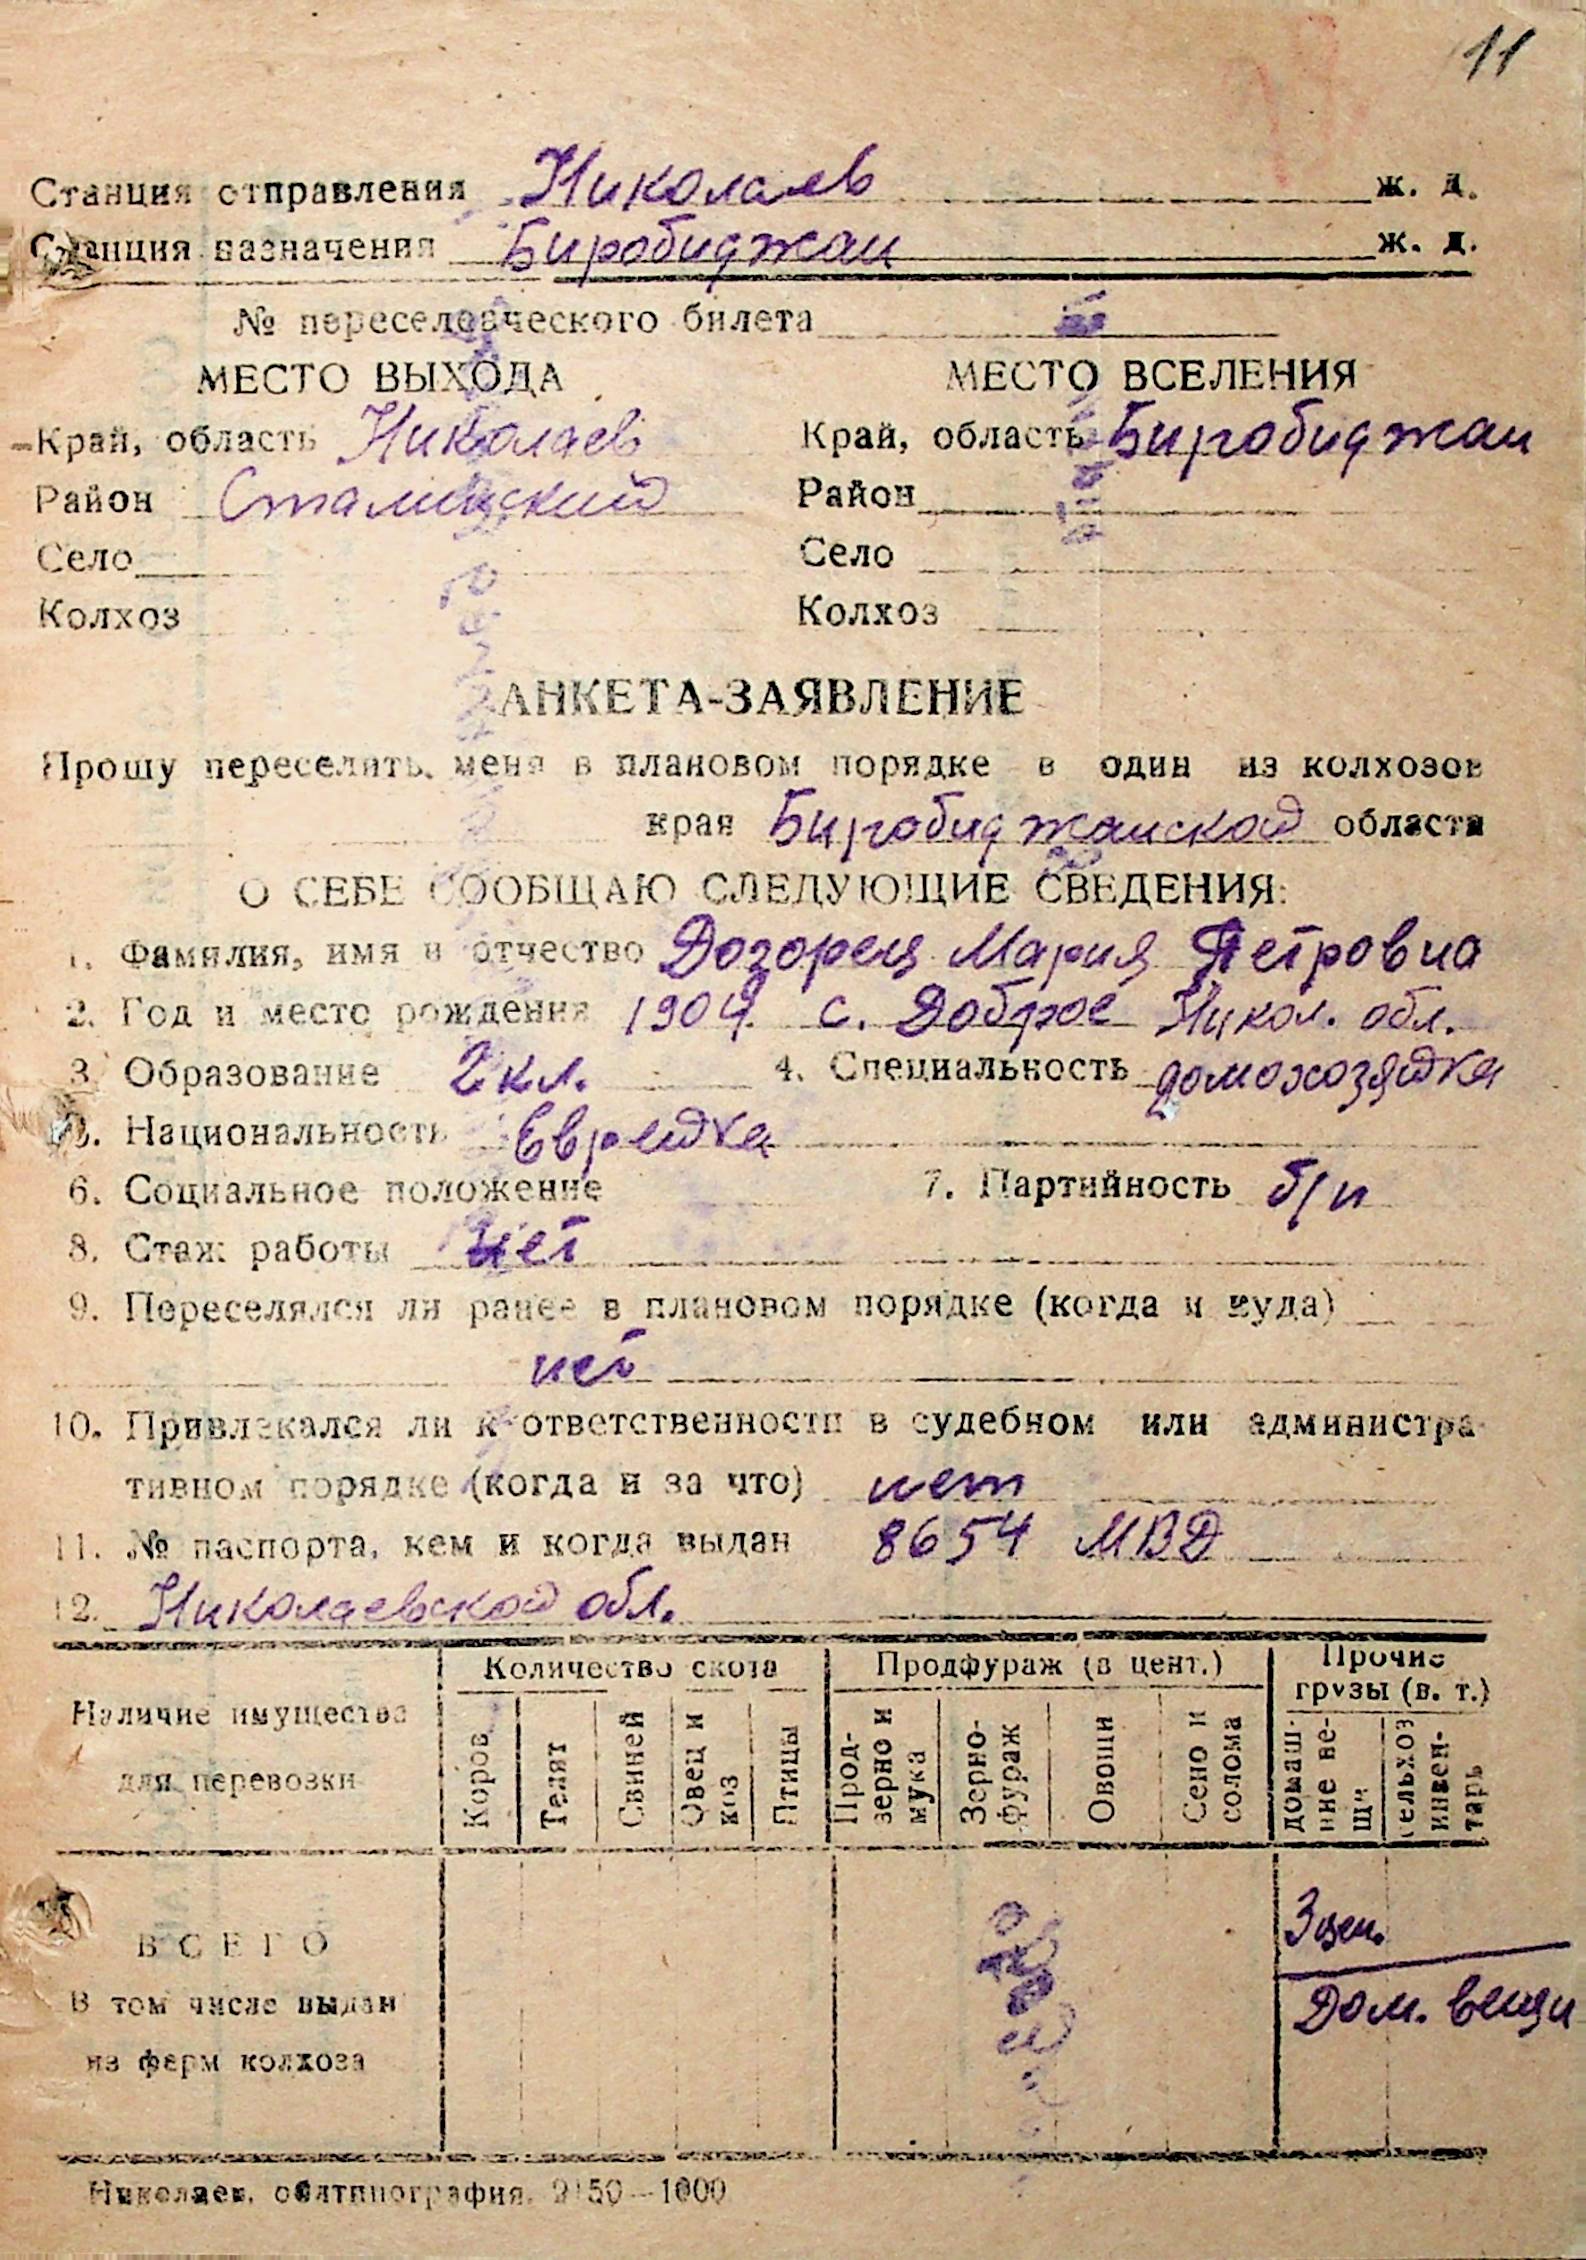 11
Станция отправления Николаев ж. д.
Станция назначения Биробиджан ж. д.
№ переселенческого билета
МЕСТО ВЫХОДА МЕСТО ВСЕЛЕНИЯ
Край, область Николаев Край, область Биробиджан
Район Сталинский Район
Село Село
Колхоз Колхоз
АНКЕТА-ЗАЯВЛЕНИЕ
Прошу переселить меня в плановом порядке в один из колхозов
края Биробиджанской области
О СЕБЕ СООБЩАЮ СЛЕДУЮЩИЕ СВЕДЕНИЯ:
1. Фамилия, имя и отчество Дозорец Мария Петровна
2. Год и место рождения 1904 с. Доброе Никол. обл.
3. Образование 2 кл. 4. Специальность домохозяйка
5. Национальность Еврейка
6. Социальное положение 7. Партийность б/п
8. Стаж работы нет
9. Переселялся ли ранее в плановом порядке (когда и куда)
нет
10. Привлекался ли к ответственности в судебном или администра-
тивном порядке (когда и за что) нет
11. № паспорта, кем и когда выдан 8654 МВД
12. Николаевской обл.
Наличие имущества для перевозки
Количество скота
Продфураж (в цент.)
Прочие грузы (в. т.)
Коров
Телят
Свиней
Овец и коз
Птицы
Прод-зерно и мука
Зерно-фураж
Овощи
Сено и солома
домаш-ние ве-щи
сельхоз инвен-тарь
ВСЕГО
3 цен.
В том числе выдан
Дом. вещи
из ферм колхоза
Николаев, облтипография, 2150—1000